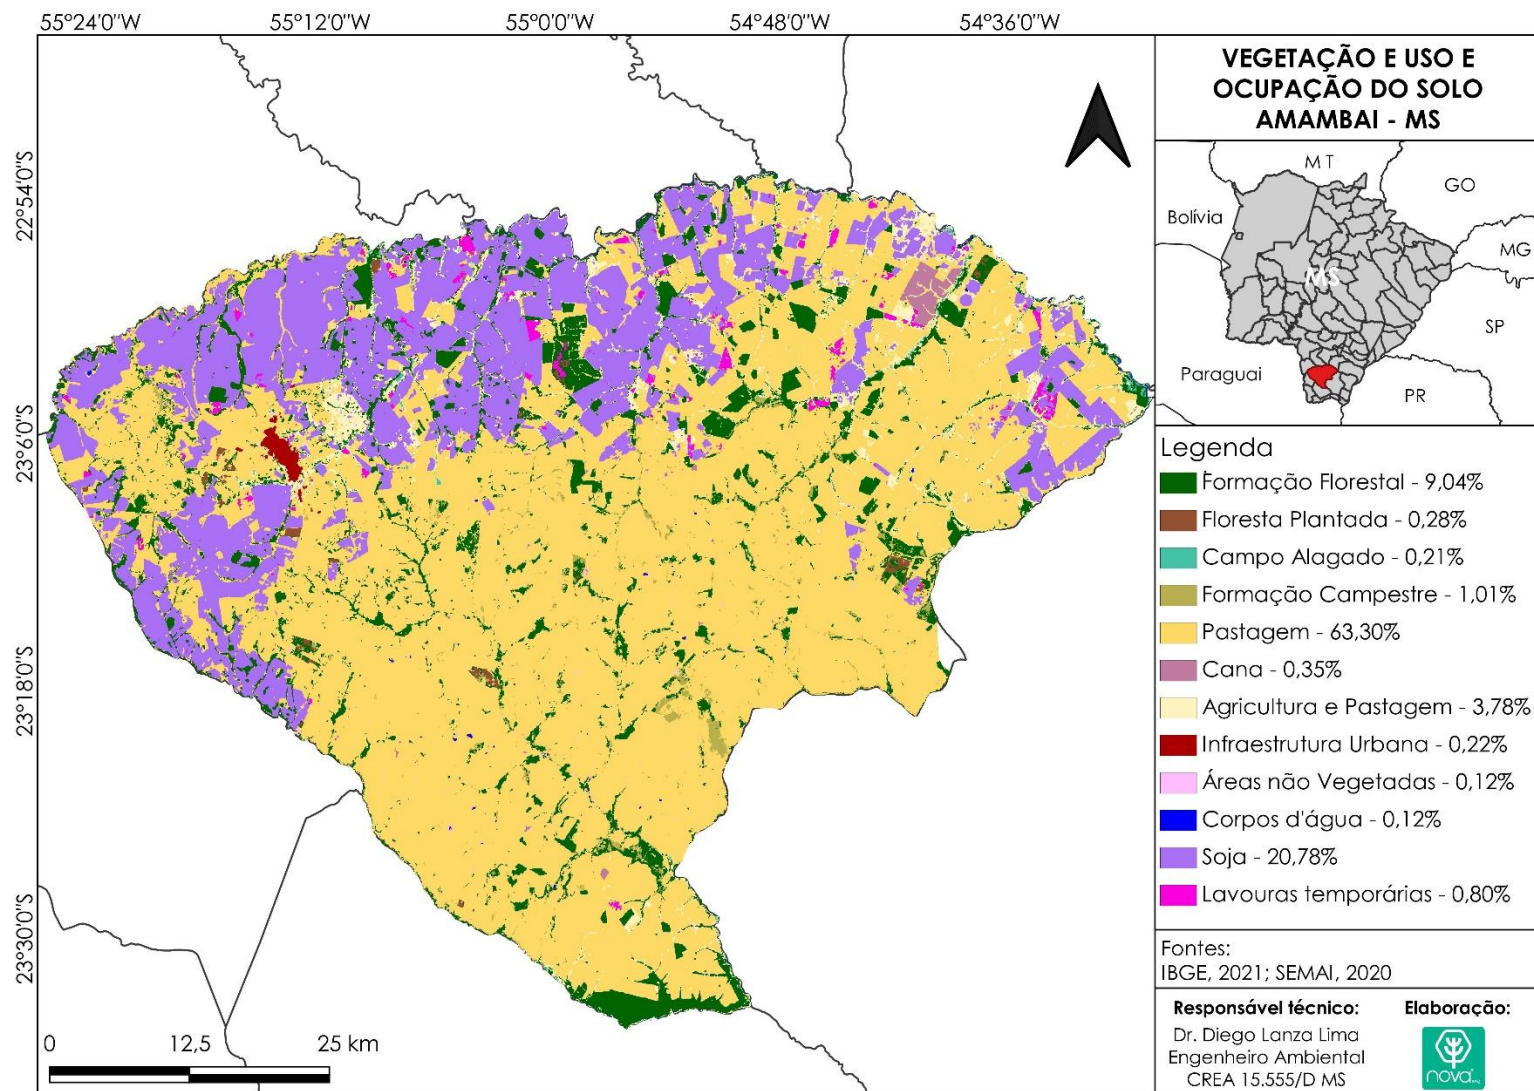 55°24'0"W
55°12'0"W
55°0'0"W
54°48'0"W
54°36'0"W
22°54'0"S
23°6'0"S
23°18'0"S
23°30'0"S
0
12,5
25 km
VEGETAÇÃO E USO E
OCUPAÇÃO DO SOLO
AMAMBAI - MS
MT
GO
Bolívia
MG
MS
SP
Paraguai
PR
Legenda
Formação Florestal - 9,04%
Floresta Plantada - 0,28%
Campo Alagado - 0,21%
Formação Campestre - 1,01%
Pastagem - 63,30%
Cana - 0,35%
Agricultura e Pastagem - 3,78%
Infraestrutura Urbana - 0,22%
Áreas não Vegetadas - 0,12%
Corpos d'água - 0,12%
Soja - 20,78%
Lavouras temporárias - 0,80%
Fontes:
IBGE, 2021; SEMAI, 2020
Responsável técnico:
Dr. Diego Lanza Lima
Engenheiro Ambiental
CREA 15.555/D MS
Elaboração:
nova